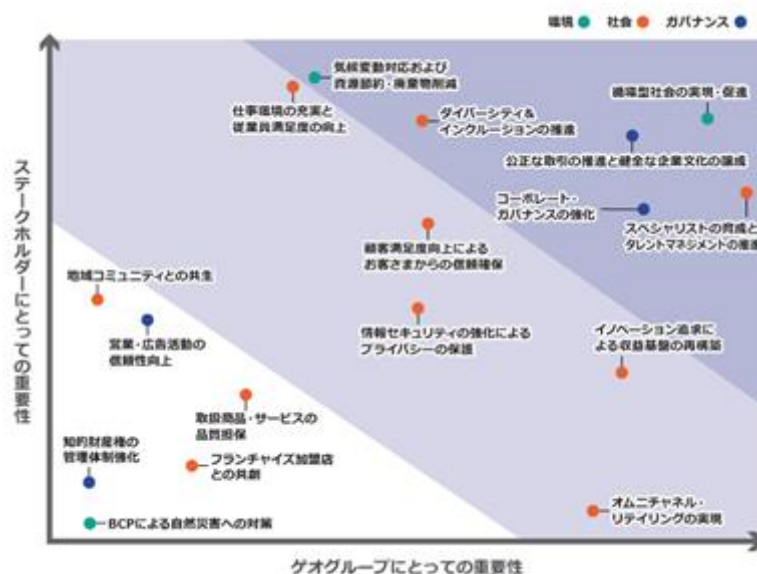 環境 社会 ガバナンス
気候変動対応および
資源節約・廃棄物削減
仕事環境の充実と
従業員満足度の向上
ダイバーシティ&
インクルージョンの推進
循環型社会の実現・促進
公正な取引の推進と健全な企業文化の醸成
コーポレート・
ガバナンスの強化
スペシャリストの育成と
タレントマネジメントの推進
顧客満足度向上による
お客さまからの信頼確保
地域コミュニティとの共生
営業・広告活動の
信頼性向上
情報セキュリティの強化による
プライバシーの保護
イノベーション追求に
よる収益基盤の再構築
取扱商品・サービスの
品質担保
知的財産権の
管理体制強化
フランチャイズ加盟店
との共創
オムニチャネル・
リテイリングの実現
BCPによる自然災害への対策
ステークホルダーにとっての重要性
ゲオグループにとっての重要性